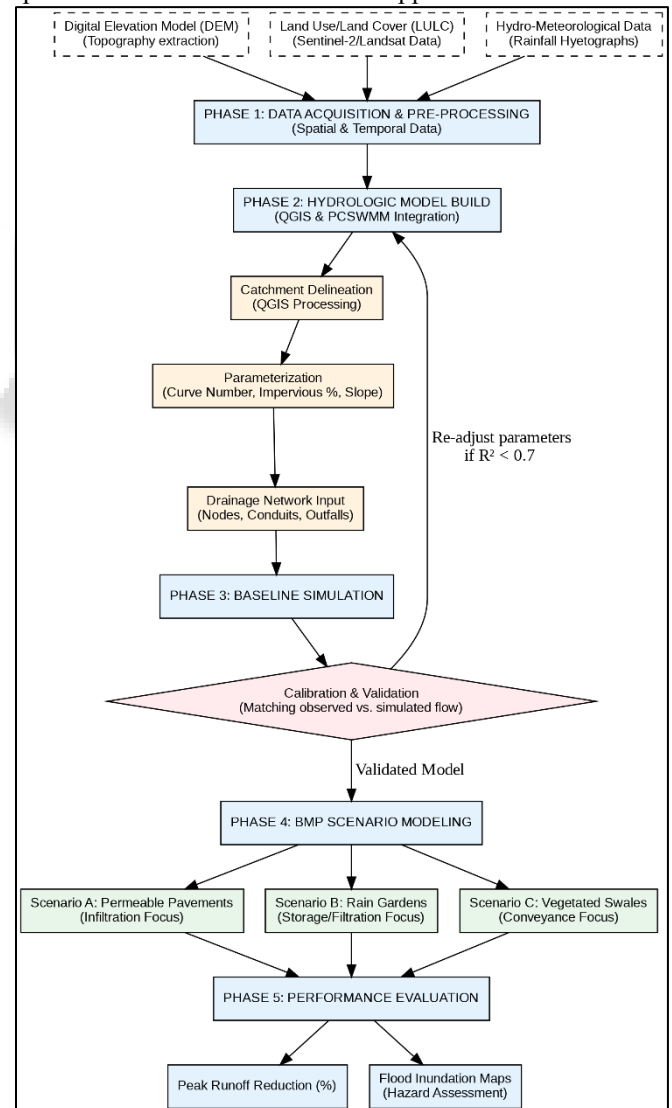 Digital Elevation Model (DEM)
(Topography extraction)
Land Use/Land Cover (LULC)
(Sentinel-2/Landsat Data)
Hydro-Meteorological Data
(Rainfall Hyetographs)
PHASE 1: DATA ACQUISITION & PRE-PROCESSING
(Spatial & Temporal Data)
PHASE 2: HYDROLOGIC MODEL BUILD
(QGIS & PCSWMM Integration)
Catchment Delineation
(QGIS Processing)
Parameterization
(Curve Number, Impervious %, Slope)
Re-adjust parameters
if R² < 0.7
Drainage Network Input
(Nodes, Conduits, Outfalls)
PHASE 3: BASELINE SIMULATION
Calibration & Validation
(Matching observed vs. simulated flow)
Validated Model
PHASE 4: BMP SCENARIO MODELING
Scenario A: Permeable Pavements
(Infiltration Focus)
Scenario B: Rain Gardens
(Storage/Filtration Focus)
Scenario C: Vegetated Swales
(Conveyance Focus)
PHASE 5: PERFORMANCE EVALUATION
Peak Runoff Reduction (%)
Flood Inundation Maps
(Hazard Assessment)